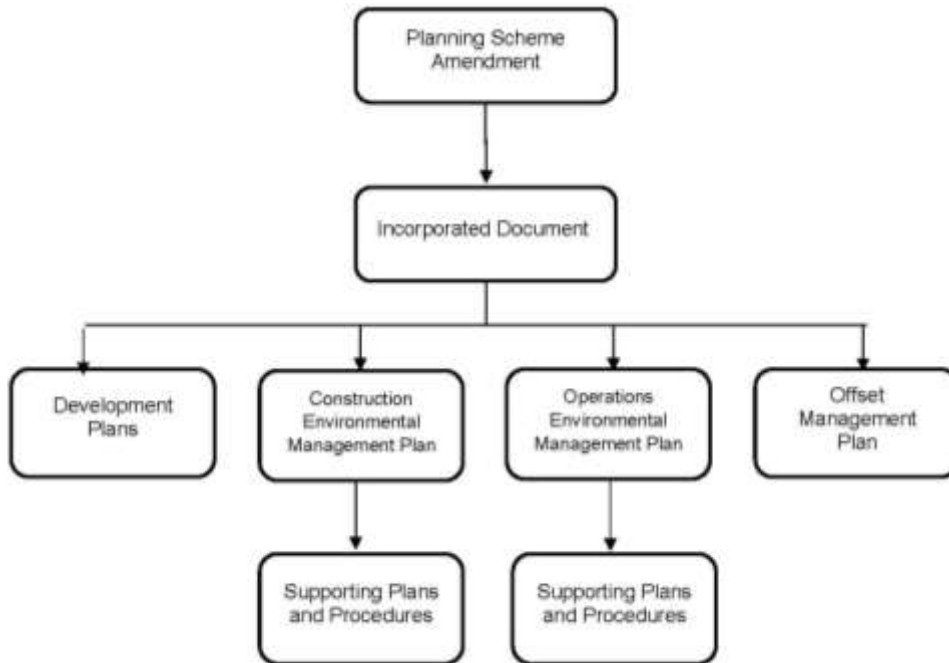 Planning Scheme
Amendment
Incorporated Document
Development
Plans
Construction
Environmental
Management Plan
Operations
Environmental
Management Plan
Offset
Management
Plan
Supporting Plans
and Procedures
Supporting Plans
and Procedures